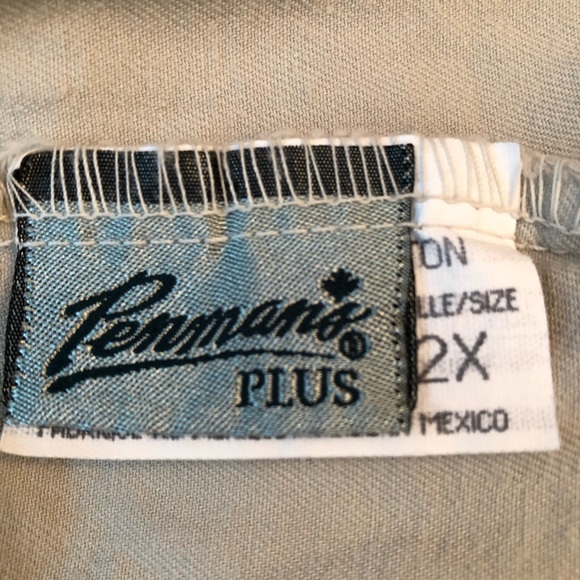 Penmans®
PLUS
TON
LLE/SIZE
2X
MEXICO